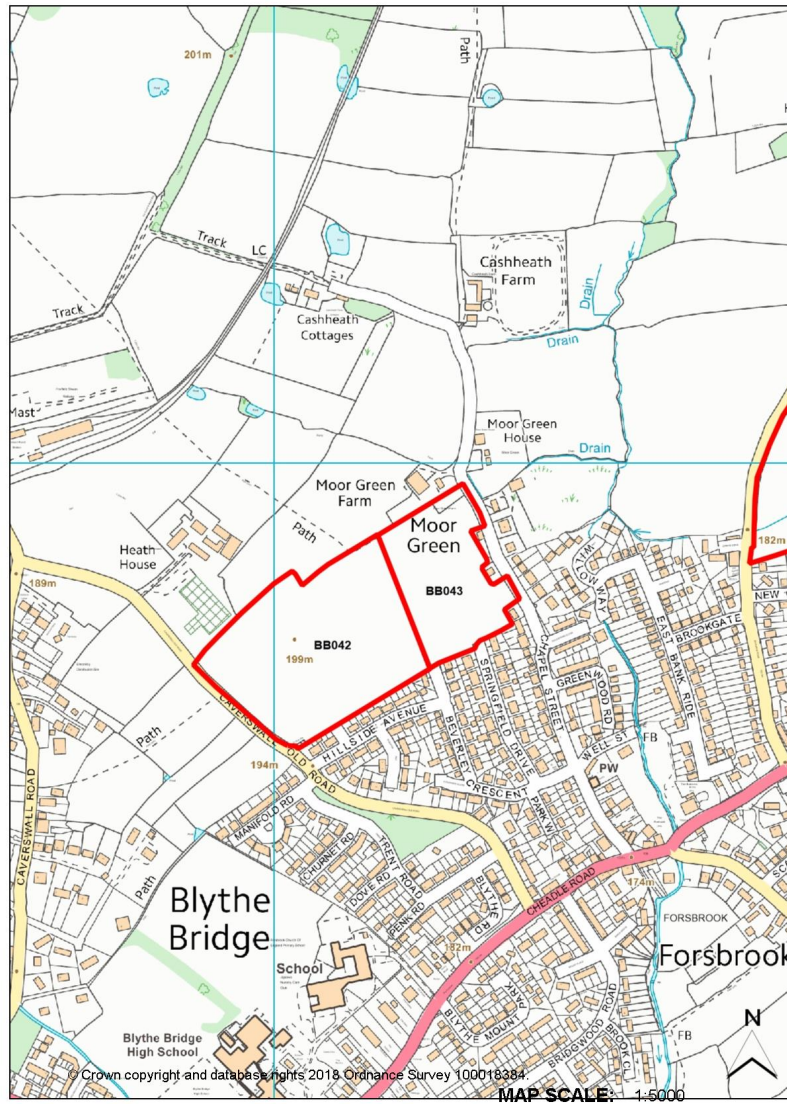 201m
Path
Track
LC
Cashheath
Farm
Drain
Track
Cashheath
Cottages
Drain
Mast
Moor Green
House
Drain
Moor Green
Farm
Path
Moor
Green
182m
Heath
House
WILLOW WAY
189m
BB043
NEW
BROOKGATE
EAST BANK RIDE
BB042
199m
CHAPEL STREET
GREENWOOD RD
SPRINGFIELD DRIVE
CAVERSWALL OLD ROAD
HILLSIDE AVENUE
BEVERLEY
CRESCENT
Path
WELL ST
FB
194m
PW
CAVERSWALL ROAD
MANIFOLD RD
PARK
CHURNET RD
TRENT ROAD
DOVE RD
PENK RD
BLYTHE RD
CHEADLE ROAD
174m
Path
Blythe
Bridge
FORSBROOK
182m
Forsbrook
School
BLYTHE MOUNT PARK
BRIDGWOOD ROAD
BROOK CL
N
Blythe Bridge
High School
FB
© Crown copyright and database rights 2018 Ordnance Survey 100018384.
MAP SCALE: 1:5000